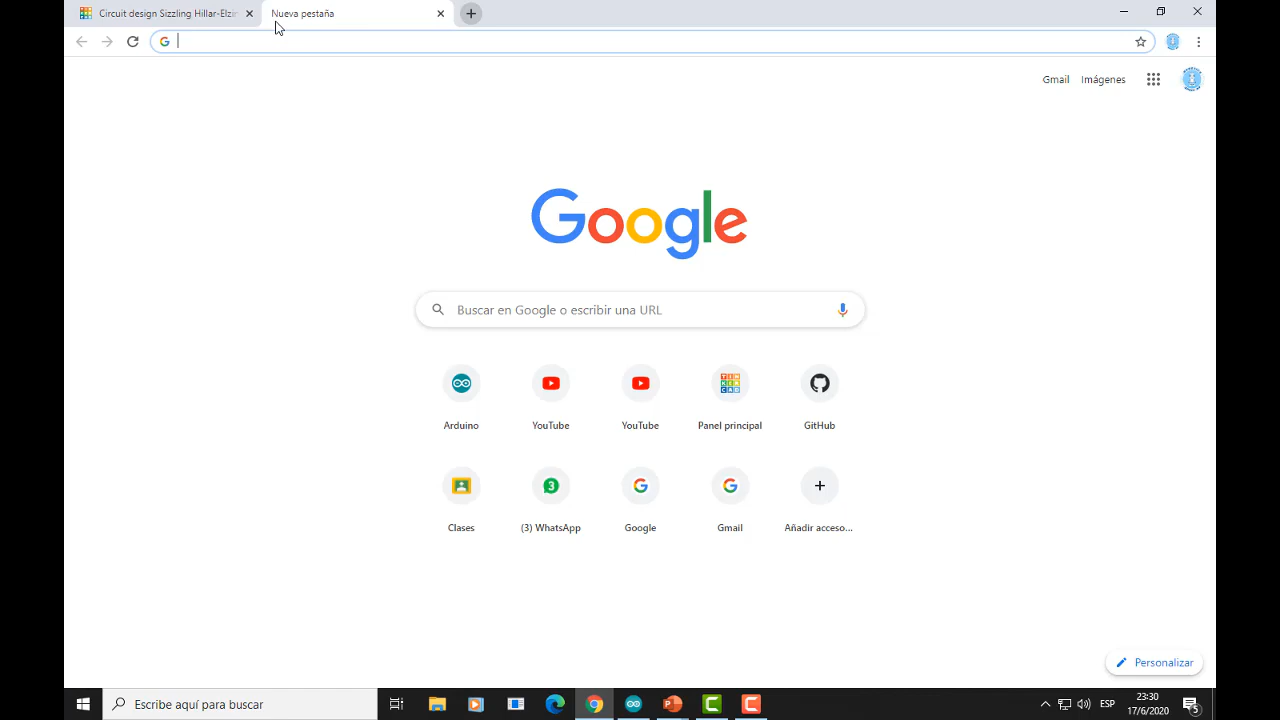 Circuit design Sizzling Hillar-Elzin
Nueva pestaña
Gmail Imágenes
Google
Buscar en Google o escribir una URL
Arduino YouTube YouTube Panel principal GitHub
Clases (3) WhatsApp Google Gmail Añadir acceso...
Personalizar
Escribe aquí para buscar
ESP
23:30
17/6/2020
5